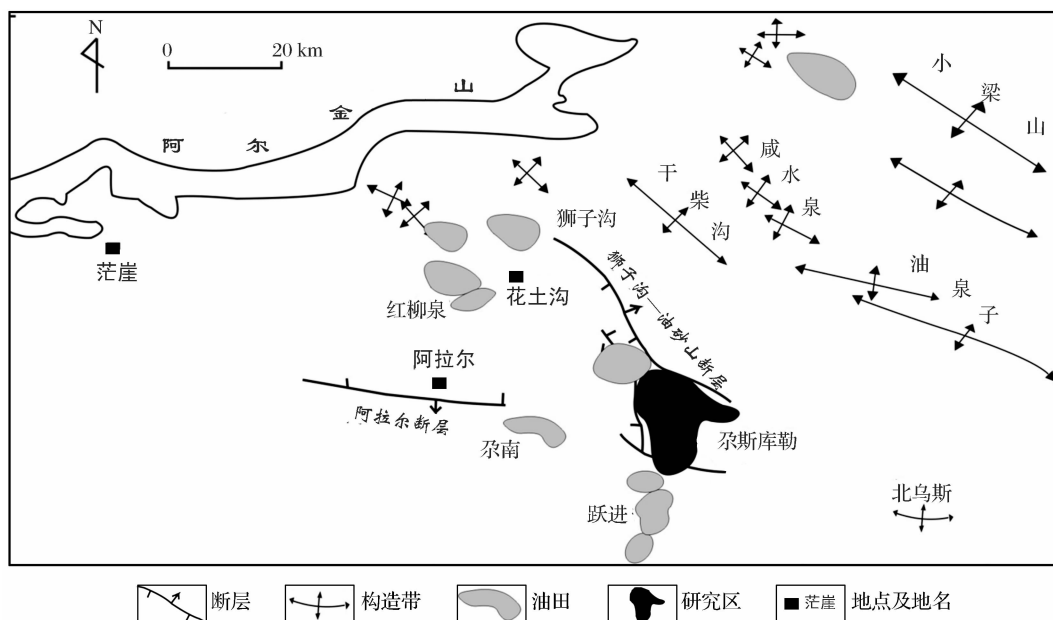 N
0 20 km
阿尔金山
小梁山
咸水泉
干柴沟
狮子沟
油泉子
茫崖
花土沟
红柳泉
狮子沟—油砂山断层
阿拉尔
阿拉尔断层
尕南
尕斯库勒
跃进
北乌斯
断层
构造带
油田
研究区
茫崖 地点及地名